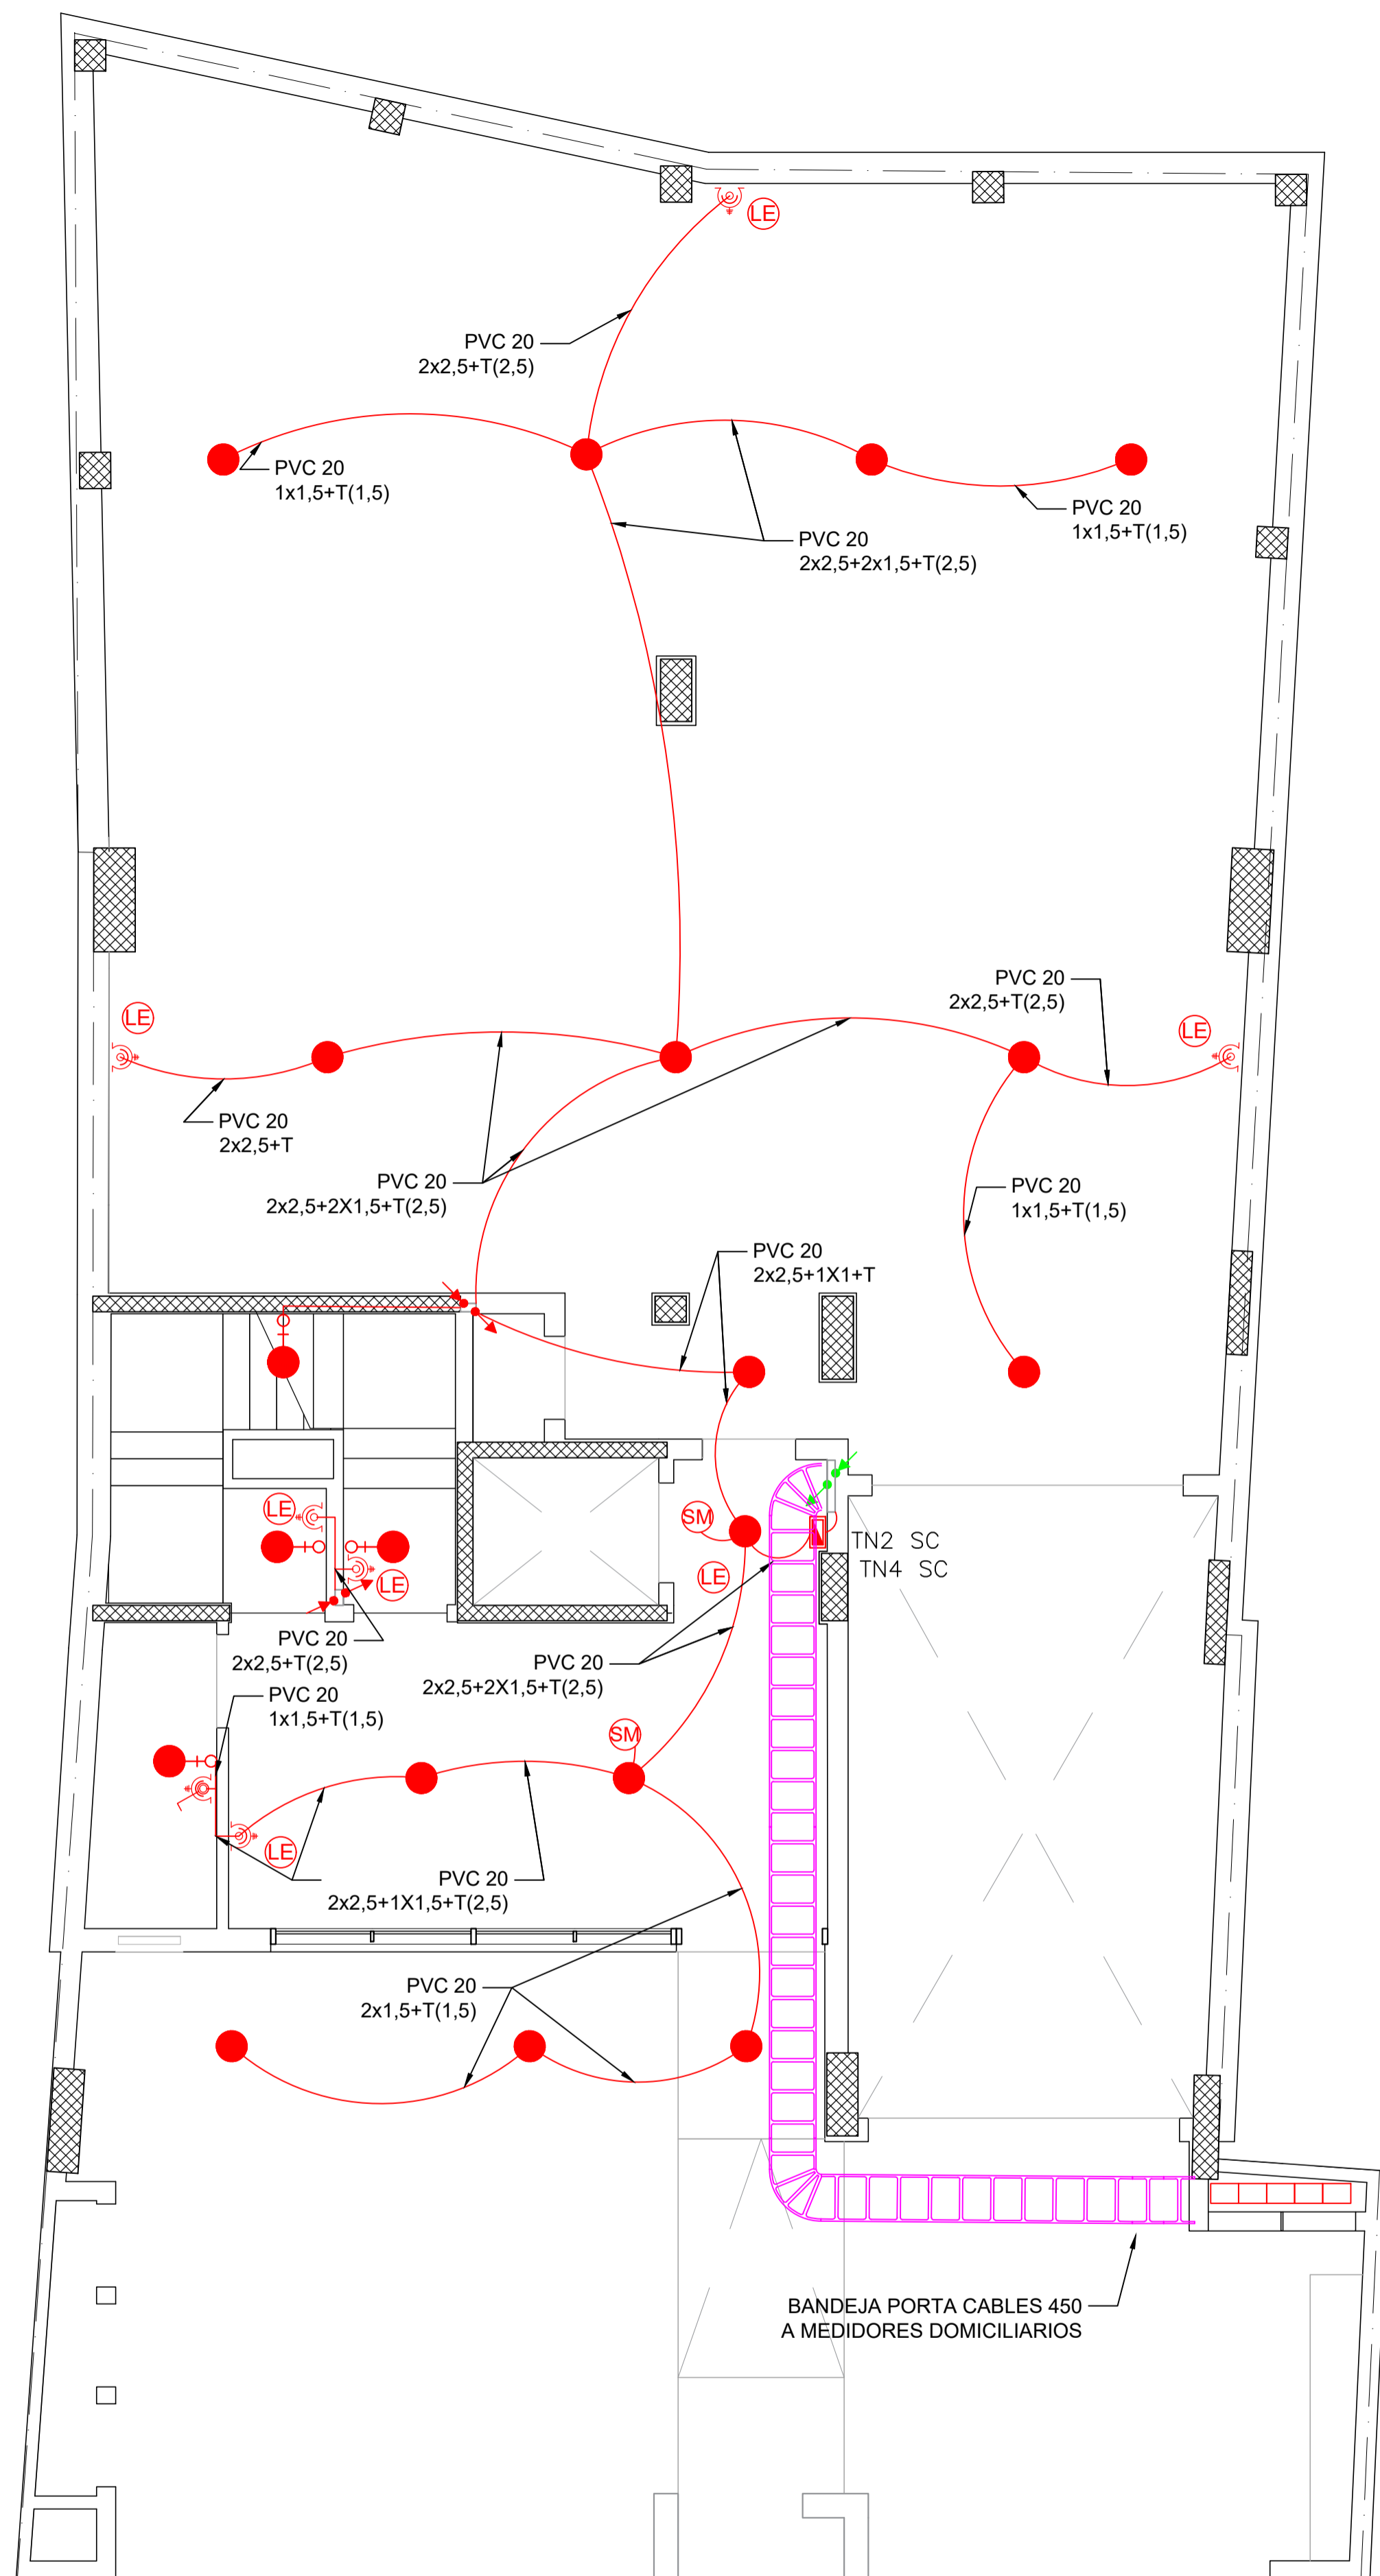 LE
PVC 20
2x2,5+T(2,5)
PVC 20
1x1,5+T(1,5)
PVC 20
1x1,5+T(1,5)
PVC 20
2x2,5+2x1,5+T(2,5)
PVC 20
2x2,5+T(2,5)
LE
LE
PVC 20
2x2,5+T
PVC 20
2x2,5+2X1,5+T(2,5)
PVC 20
1x1,5+T(1,5)
PVC 20
2x2,5+1X1+T
LE
SM
TN2 SC
TN4 SC
LE
LE
PVC 20
2x2,5+T(2,5)
PVC 20
2x2,5+2X1,5+T(2,5)
PVC 20
1x1,5+T(1,5)
SM
LE
PVC 20
2x2,5+1X1,5+T(2,5)
PVC 20
2x1,5+T(1,5)
BANDEJA PORTA CABLES 450
A MEDIDORES DOMICILIARIOS